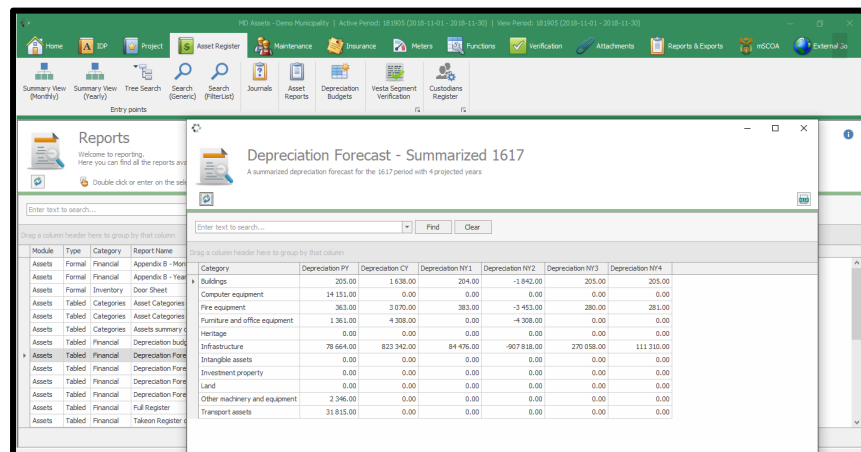 MD Assets - Demo Municipality | Active Period: 181905 (2018-11-01 - 2018-11-30) | View Period: 181905 (2018-11-01 - 2018-11-30)
Home IDP Project Asset Register Maintenance Insurance Meters Functions Verification Attachments Reports & Exports mSCOA External
Summary View (Monthly) Summary View (Yearly) Tree Search Search (Generic) Search (FilterList) Journals Asset Reports Depreciation Budgets Vesta Segment Verification Custodians Register
Entry points
Reports
Welcome to reporting.
Here you can find all the reports
Double click or enter on the
Enter text to search...
Drag a column header here to group by that column
Module Type Category Report Name
Assets Formal Financial Appendix B -
Assets Formal Financial Appendix B -
Assets Formal Inventory Door Sheet
Assets Tabled Categories Asset Categories
Assets Tabled Categories Asset Categories
Assets Tabled Categories Assets summary
Assets Tabled Financial Depreciation
Assets Tabled Financial Depreciation
Assets Tabled Financial Depreciation
Assets Tabled Financial Depreciation
Assets Tabled Financial Depreciation
Assets Tabled Financial Full Register
Assets Tabled Financial Takeon Register
Depreciation Forecast - Summarized 1617
A summarized depreciation forecast for the 1617 period with 4 projected years
Enter text to search... Find Clear
Drag a column header here to group by that column
Category Depreciation PY Depreciation CY Depreciation NY1 Depreciation NY2 Depreciation NY3 Depreciation NY4
Buildings 205.00 1 638.00 204.00 -1 842.00 205.00 205.00
Computer equipment 14 151.00 0.00 0.00 0.00 0.00 0.00
Fire equipment 363.00 3 070.00 383.00 -3 453.00 280.00 281.00
Furniture and office equipment 1 361.00 4 308.00 0.00 -4 308.00 0.00 0.00
Heritage 0.00 0.00 0.00 0.00 0.00 0.00
Infrastructure 78 664.00 823 342.00 84 476.00 -907 818.00 270 058.00 111 310.00
Intangible assets 0.00 0.00 0.00 0.00 0.00 0.00
Investment property 0.00 0.00 0.00 0.00 0.00 0.00
Land 0.00 0.00 0.00 0.00 0.00 0.00
Other machinery and equipment 2 346.00 0.00 0.00 0.00 0.00 0.00
Transport assets 31 815.00 0.00 0.00 0.00 0.00 0.00